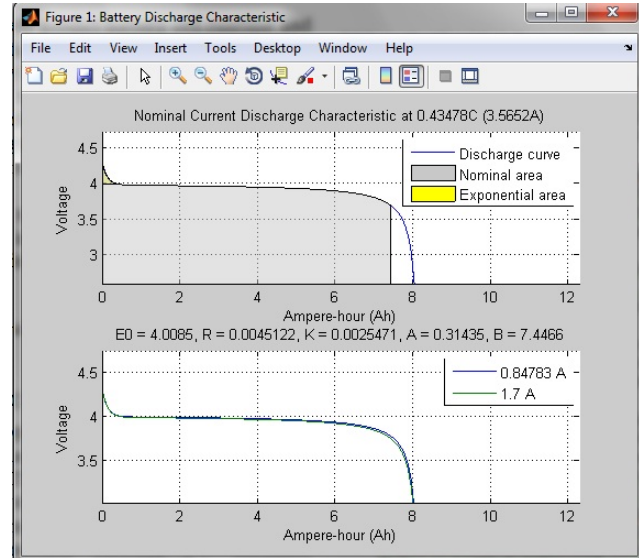 Figure 1: Battery Discharge Characteristic
File Edit View Insert Tools Desktop Window Help
Nominal Current Discharge Characteristic at 0.43478C (3.5652A)
4.5
4
3.5
3
Voltage
Discharge curve
Nominal area
Exponential area
0 2 4 6 8 10 12
Ampere-hour (Ah)
E0 = 4.0085, R = 0.0045122, K = 0.0025471, A = 0.31435, B = 7.4466
4.5
4
3.5
Voltage
0.84783 A
1.7 A
0 2 4 6 8 10 12
Ampere-hour (Ah)